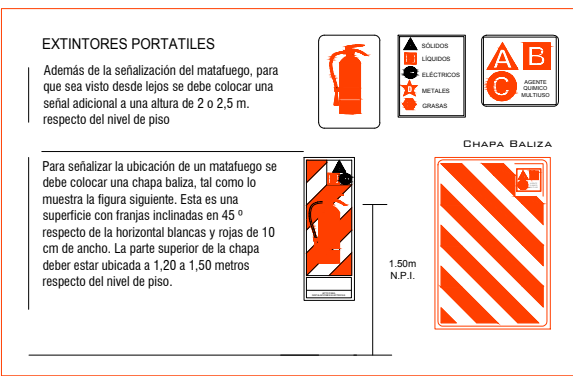 EXTINTORES PORTATILES
Además de la señalización del matafuego, para
que sea visto desde lejos se debe colocar una
señal adicional a una altura de 2 o 2,5 m.
respecto del nivel de piso
SÓLIDOS
LÍQUIDOS
ELÉCTRICOS
D
METALES
GRASAS
A B
C
AGENTE
QUIMICO
MULTIUSO
CHAPA BALIZA
Para señalizar la ubicación de un matafuego se
debe colocar una chapa baliza, tal como lo
muestra la figura siguiente. Esta es una
superficie con franjas inclinadas en 45 º
respecto de la horizontal blancas y rojas de 10
cm de ancho. La parte superior de la chapa
deber estar ubicada a 1,20 a 1,50 metros
respecto del nivel de piso.
1.50m
N.P.I.